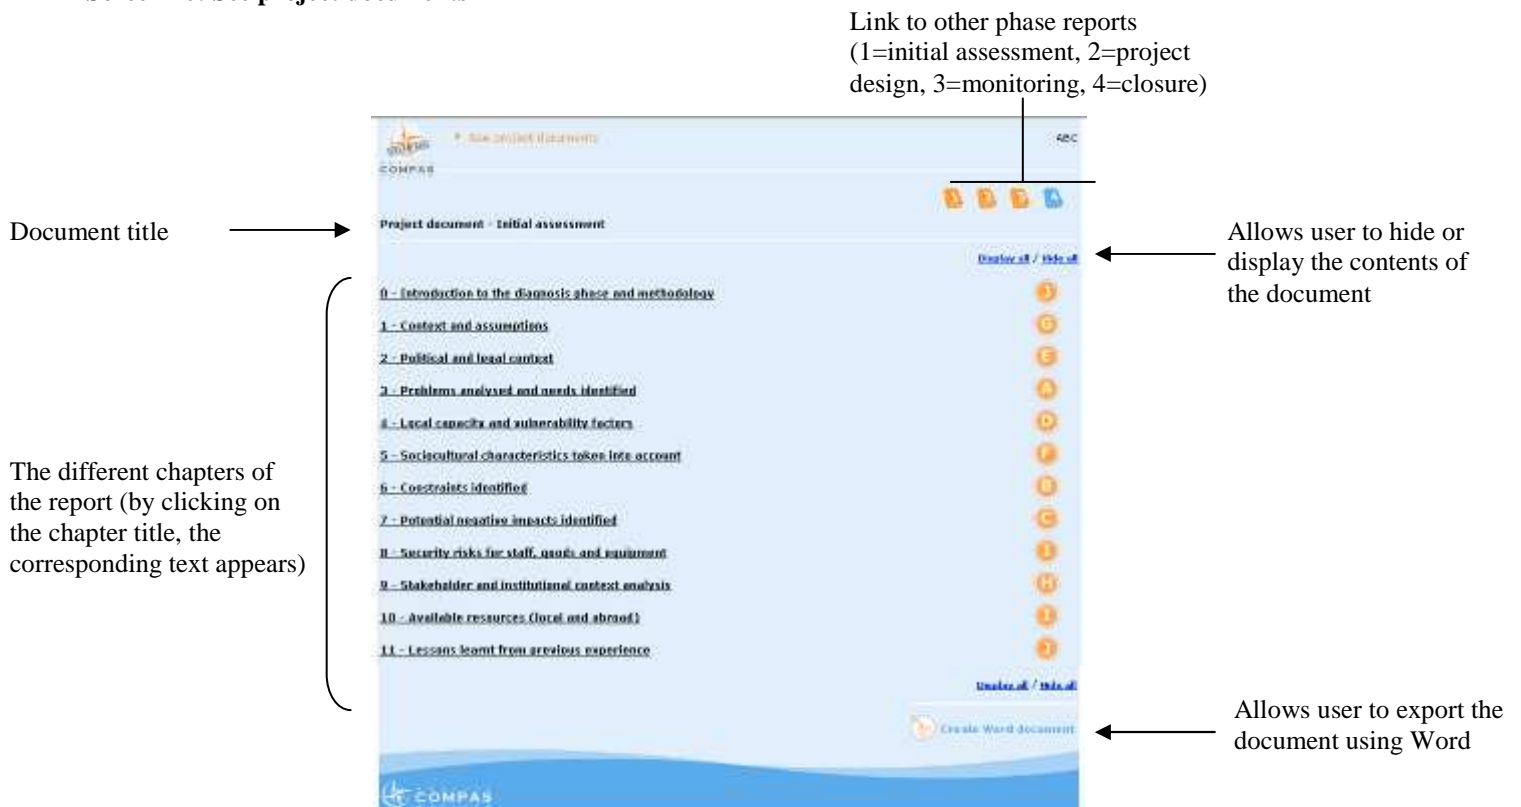 Link to other phase reports
(1=initial assessment, 2=project
design, 3=monitoring, 4=closure)
See project documents
ABC
COMPAS
Document title
Project document - Initial assessment
Display all / Hide all
Allows user to hide or
display the contents of
the document
0 - Introduction to the diagnosis phase and methodology
1 - Context and assumptions
2 - Political and legal context
3 - Problems analysed and needs identified
4 - Local capacity and vulnerability factors
5 - Sociocultural characteristics taken into account
6 - Constraints identified
7 - Potential negative impacts identified
8 - Security risks for staff, goods and equipment
9 - Stakeholder and institutional context analysis
10 - Available resources (local and abroad)
11 - Lessons learnt from previous experience
The different chapters of
the report (by clicking on
the chapter title, the
corresponding text appears)
Display all / Hide all
Create Word document
Allows user to export the
document using Word
COMPAS